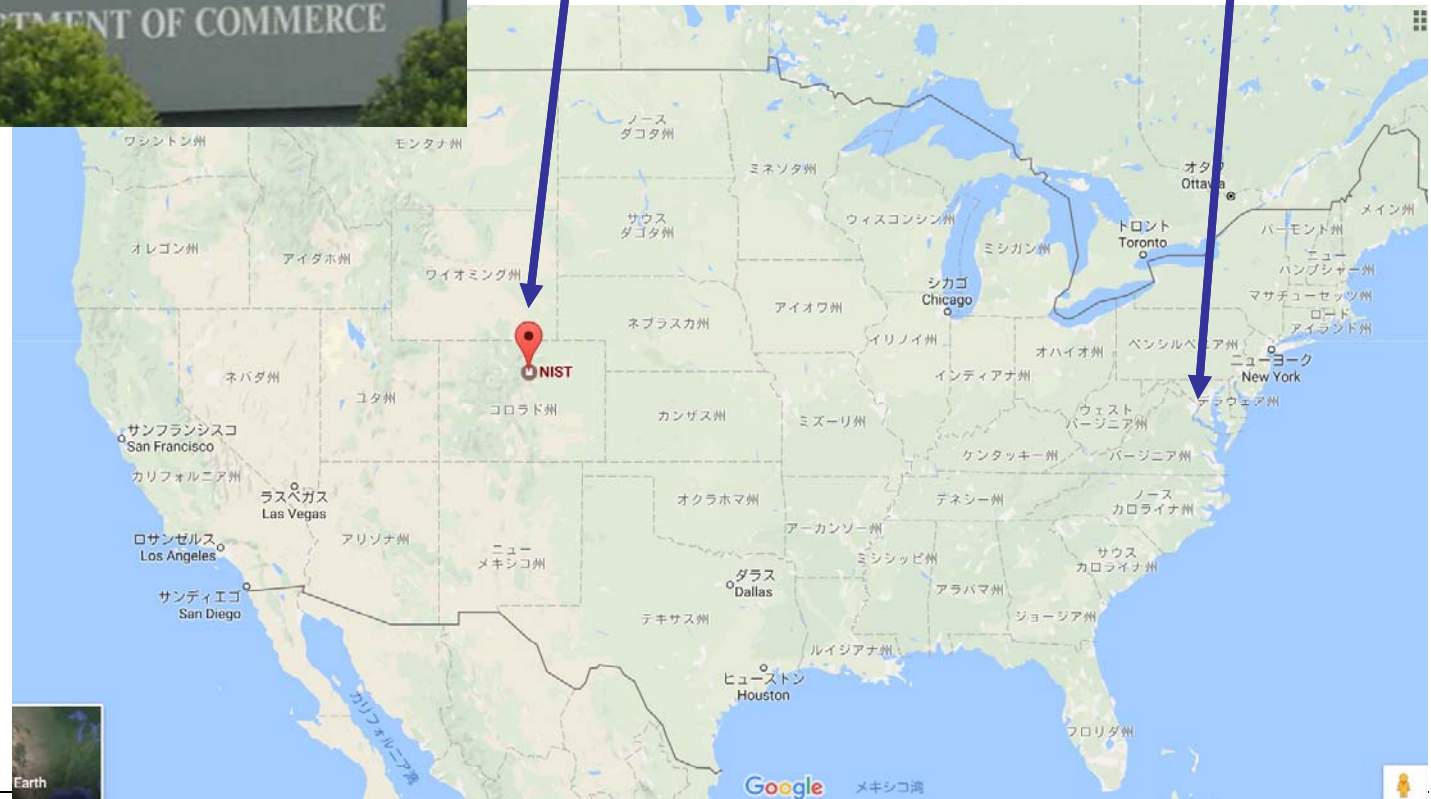 TMENT OF COMMERCE
ワシントン州
モンタナ州
ノース
ダコタ州
ミネソタ州
オタワ
Ottawa
サウス
ダコタ州
ウィスコンシン州
ミシガン州
トロント
Toronto
メイン州
バーモント州
ニュー
ハンプシャー州
オレゴン州
アイダホ州
ワイオミング州
シカゴ
Chicago
マサチューセッツ州
ロード
アイランド州
アイオワ州
ネブラスカ州
イリノイ州
オハイオ州
ペンシルベニア州
ニューヨーク
New York
NIST
ネバダ州
ユタ州
コロラド州
インディアナ州
デラウェア州
カンザス州
ミズーリ州
ウェスト
バージニア州
サンフランシスコ
San Francisco
ケンタッキー州
バージニア州
カリフォルニア州
ラスベガス
Las Vegas
オクラホマ州
テネシー州
ノース
カロライナ州
アーカンソー州
ロサンゼルス
Los Angeles
アリゾナ州
ニュー
メキシコ州
ミシシッピ州
サウス
カロライナ州
ダラス
Dallas
アラバマ州
サンディエゴ
San Diego
テキサス州
ジョージア州
ルイジアナ州
ヒューストン
Houston
カリフォルニア湾
フロリダ州
Earth
Google
メキシコ湾